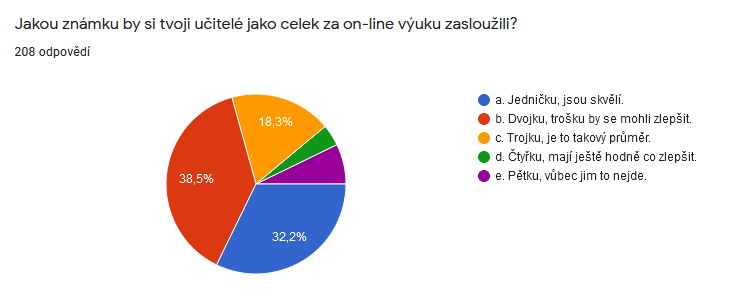 Jakou známku by si tvoji učitelé jako celek za on-line výuku zasloužili?
208 odpovědí
18,3%
38,5%
32,2%
a. Jedničku, jsou skvělí.
b. Dvojku, trošku by se mohli zlepšit.
c. Trojku, je to takový průměr.
d. Čtyřku, mají ještě hodně co zlepšit.
e. Pětku, vůbec jim to nejde.